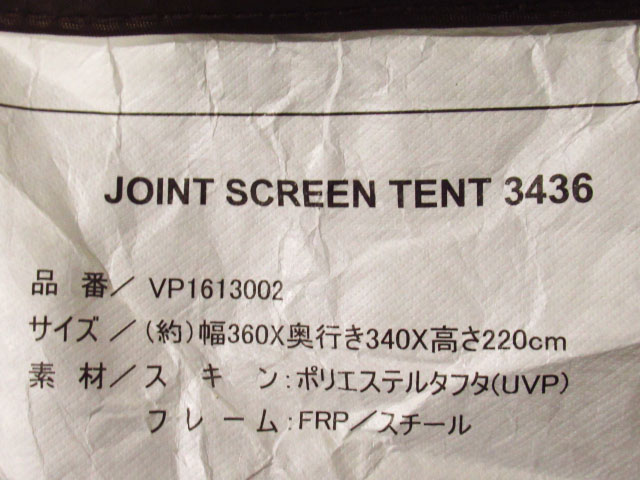 JOINT SCREEN TENT 3436
品 番／ VP1613002
サイズ／(約)幅360X奥行き340X高さ220cm
素 材／ス キ ン:ポリエステルタフタ(UVP)
フ レ ー ム:FRP／スチール